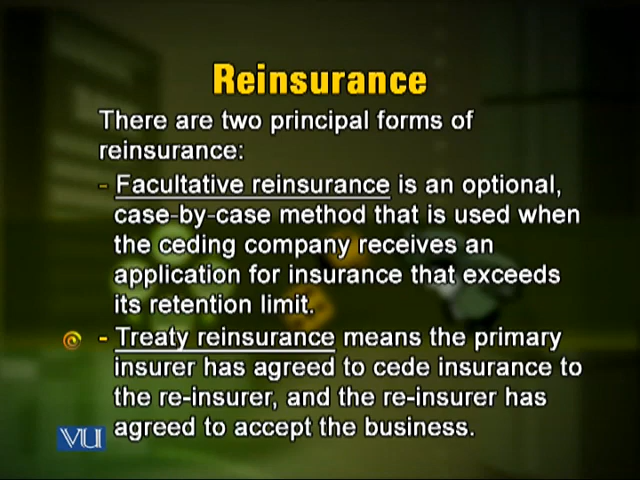 Reinsurance
There are two principal forms of
reinsurance:
- Facultative reinsurance is an optional,
case-by-case method that is used when
the ceding company receives an
application for insurance that exceeds
its retention limit.
- Treaty reinsurance means the primary
insurer has agreed to cede insurance to
the re-insurer, and the re-insurer has
agreed to accept the business.
VU